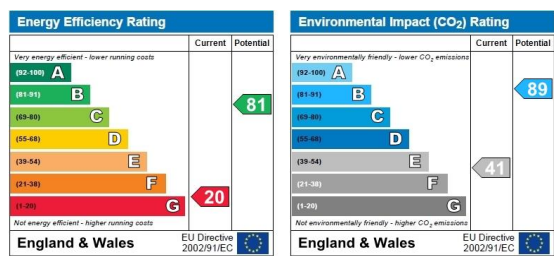 Energy Efficiency Rating
Current Potential
Very energy efficient - lower running costs
(92-100) A
(81-91) B
(69-80) C
(55-68) D
(39-54) E
(21-38) F
(1-20) G
81
20
Not energy efficient - higher running costs
England & Wales
EU Directive
2002/91/EC
Environmental Impact (CO2) Rating
Current Potential
Very environmentally friendly - lower CO2 emissions
(92-100) A
(81-91) B
(69-80) C
(55-68) D
(39-54) E
(21-38) F
(1-20) G
89
41
Not environmentally friendly - higher CO2 emissions
England & Wales
EU Directive
2002/91/EC